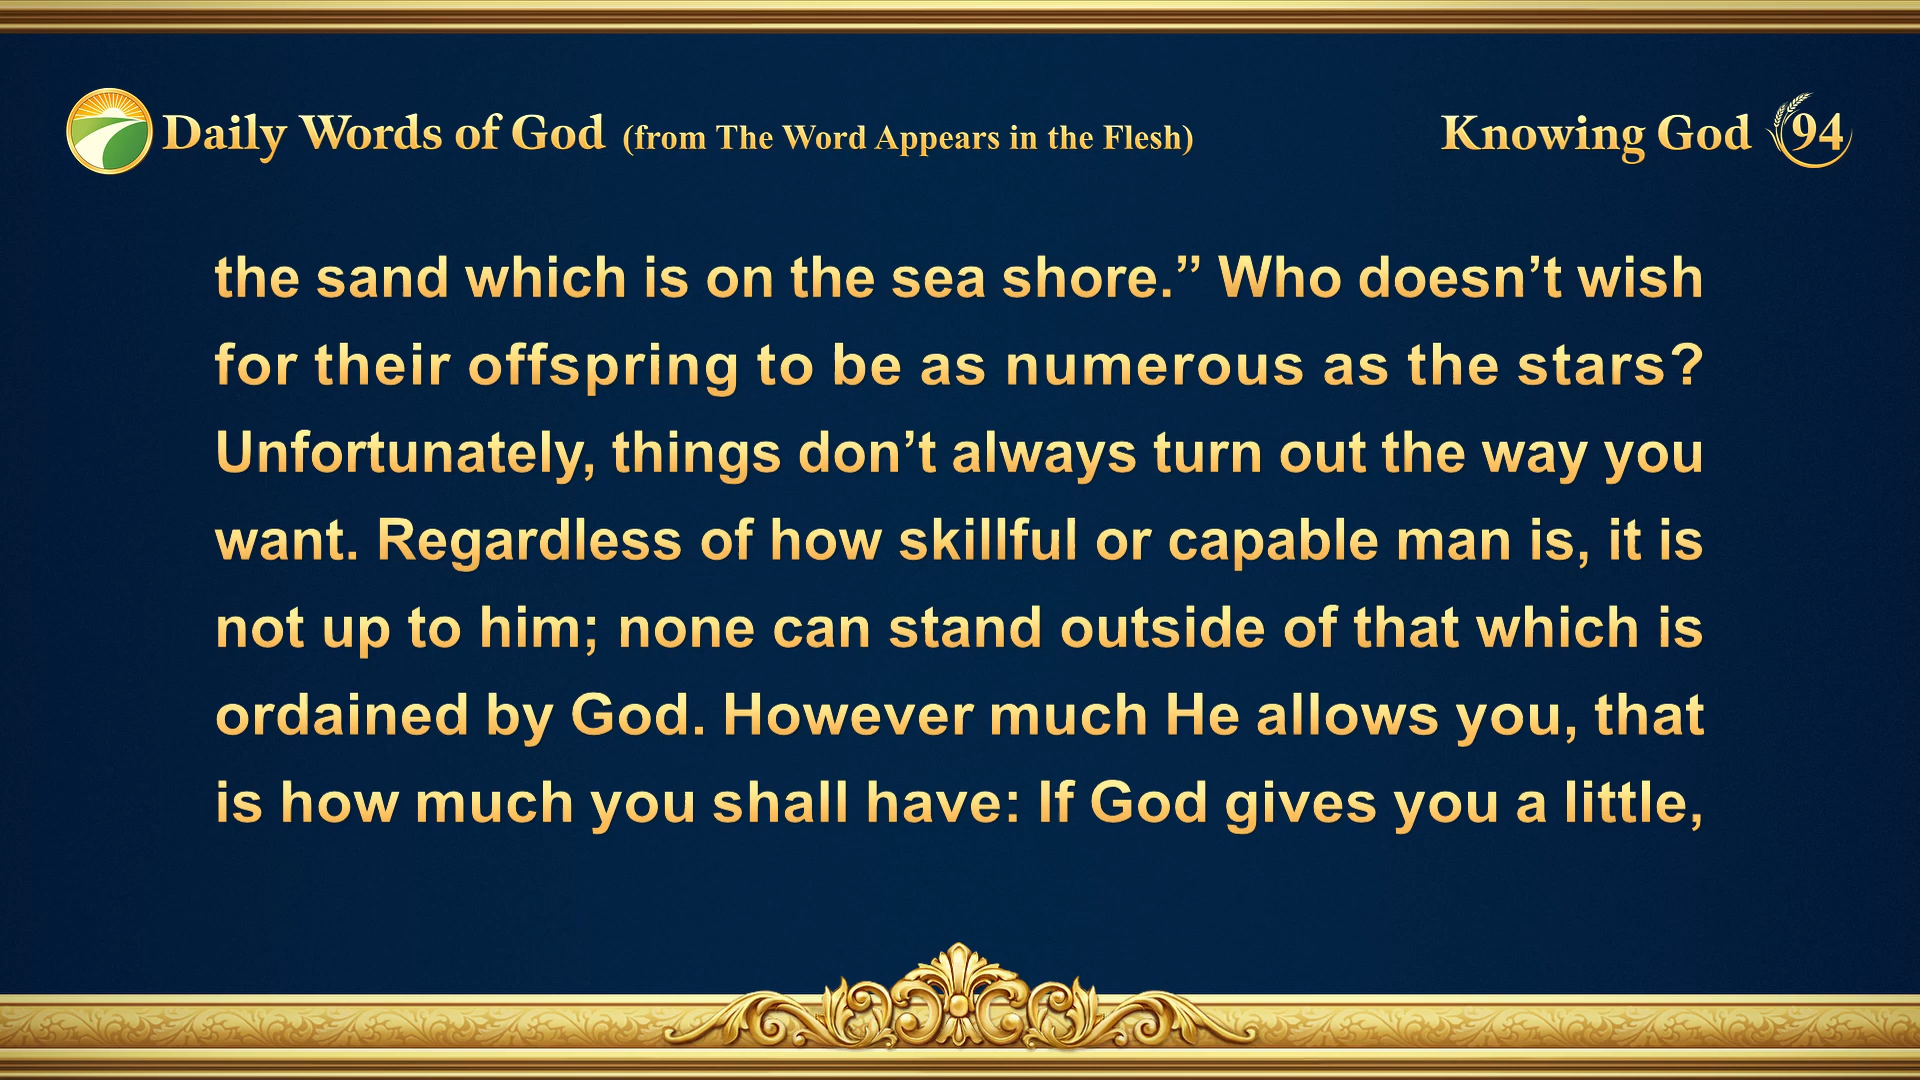 Daily Words of God (from The Word Appears in the Flesh)
Knowing God 94
the sand which is on the sea shore.” Who doesn’t wish
for their offspring to be as numerous as the stars?
Unfortunately, things don’t always turn out the way you
want. Regardless of how skillful or capable man is, it is
not up to him; none can stand outside of that which is
ordained by God. However much He allows you, that
is how much you shall have: If God gives you a little,